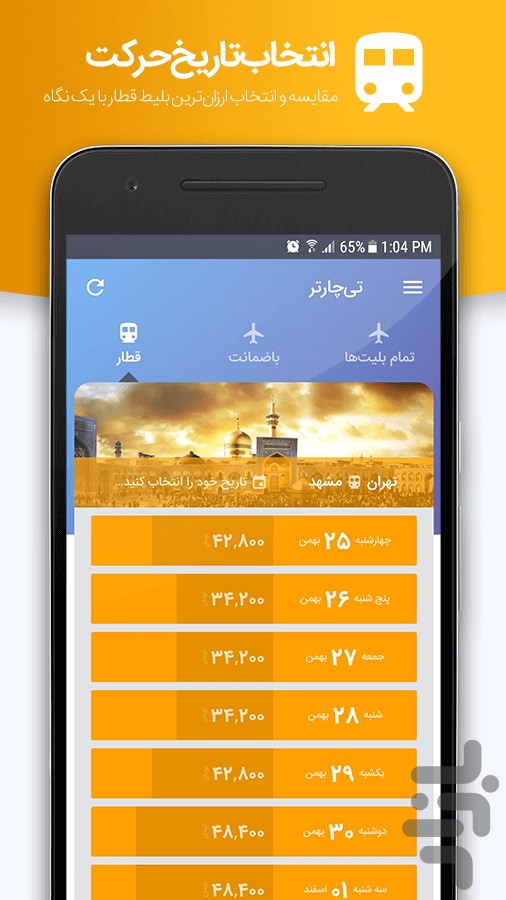 انتخاب تاریخ حرکت
مقایسه و انتخاب ارزان‌ترین بلیط قطار با یک نگاه
65% 1:04 PM
تی‌چارتر
تمام بلیت‌ها
باضمانت
قطار
تهران مشهد تاریخ خود را انتخاب کنید...
چهارشنبه ۲۵ بهمن ۴۲,۸۰۰ تومان
پنج شنبه ۲۶ بهمن ۳۴,۲۰۰ تومان
جمعه ۲۷ بهمن ۳۴,۲۰۰ تومان
شنبه ۲۸ بهمن ۳۴,۲۰۰ تومان
یکشنبه ۲۹ بهمن ۴۲,۸۰۰ تومان
دوشنبه ۳۰ بهمن ۴۸,۴۰۰ تومان
سه شنبه ۰۱ اسفند ۴۸,۴۰۰ تومان
بازار